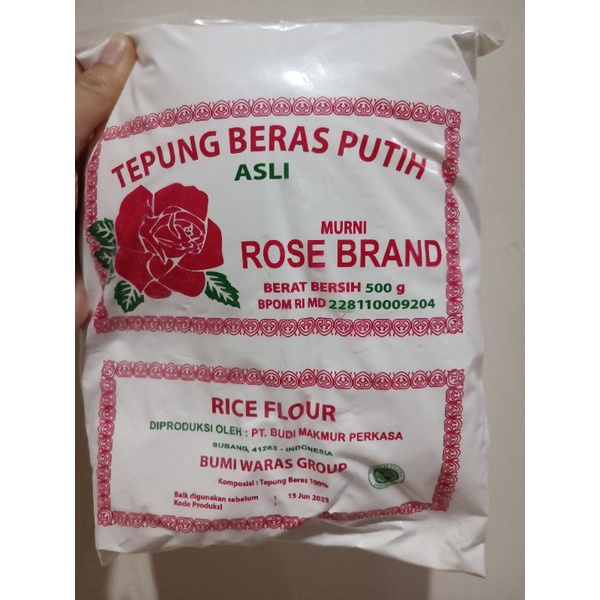 TEPUNG BERAS PUTIH
ASLI
MURNI
ROSE BRAND
BERAT BERSIH 500 g
BPOM RI MD 228110009204
RICE FLOUR
DIPRODUKSI OLEH : PT. BUDI MAKMUR PERKASA
SUBANG, 41263 - INDONESIA
BUMI WARAS GROUP
Komposisi : Tepung Beras 100%
Baik digunakan sebelum : 15 Jun 2023
Kode Produksi :